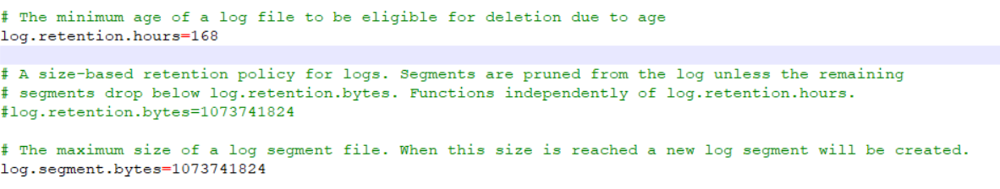 # The minimum age of a log file to be eligible for deletion due to age
log.retention.hours=168
# A size-based retention policy for logs. Segments are pruned from the log unless the remaining
# segments drop below log.retention.bytes. Functions independently of log.retention.hours.
#log.retention.bytes=1073741824
# The maximum size of a log segment file. When this size is reached a new log segment will be created.
log.segment.bytes=1073741824